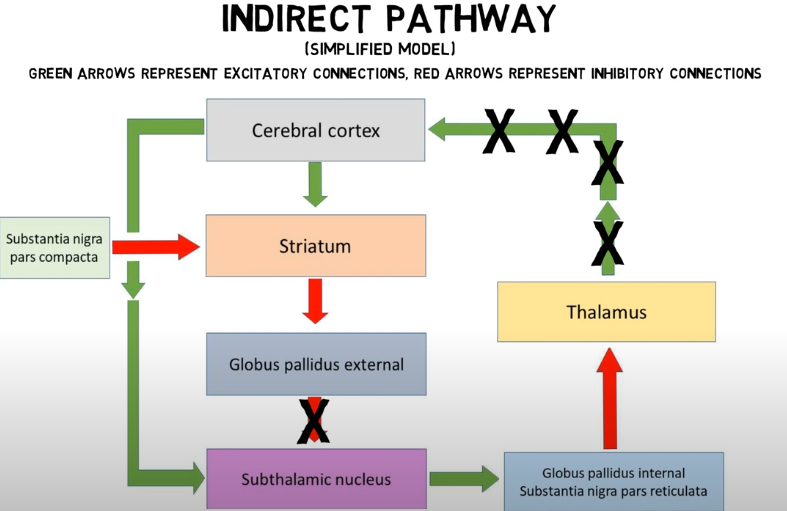 INDIRECT PATHWAY
(SIMPLIFIED MODEL)
GREEN ARROWS REPRESENT EXCITATORY CONNECTIONS, RED ARROWS REPRESENT INHIBITORY CONNECTIONS
Cerebral cortex
X X
X
Substantia nigra
pars compacta
Striatum
X
Thalamus
Globus pallidus external
X
Subthalamic nucleus
Globus pallidus internal
Substantia nigra pars reticulata